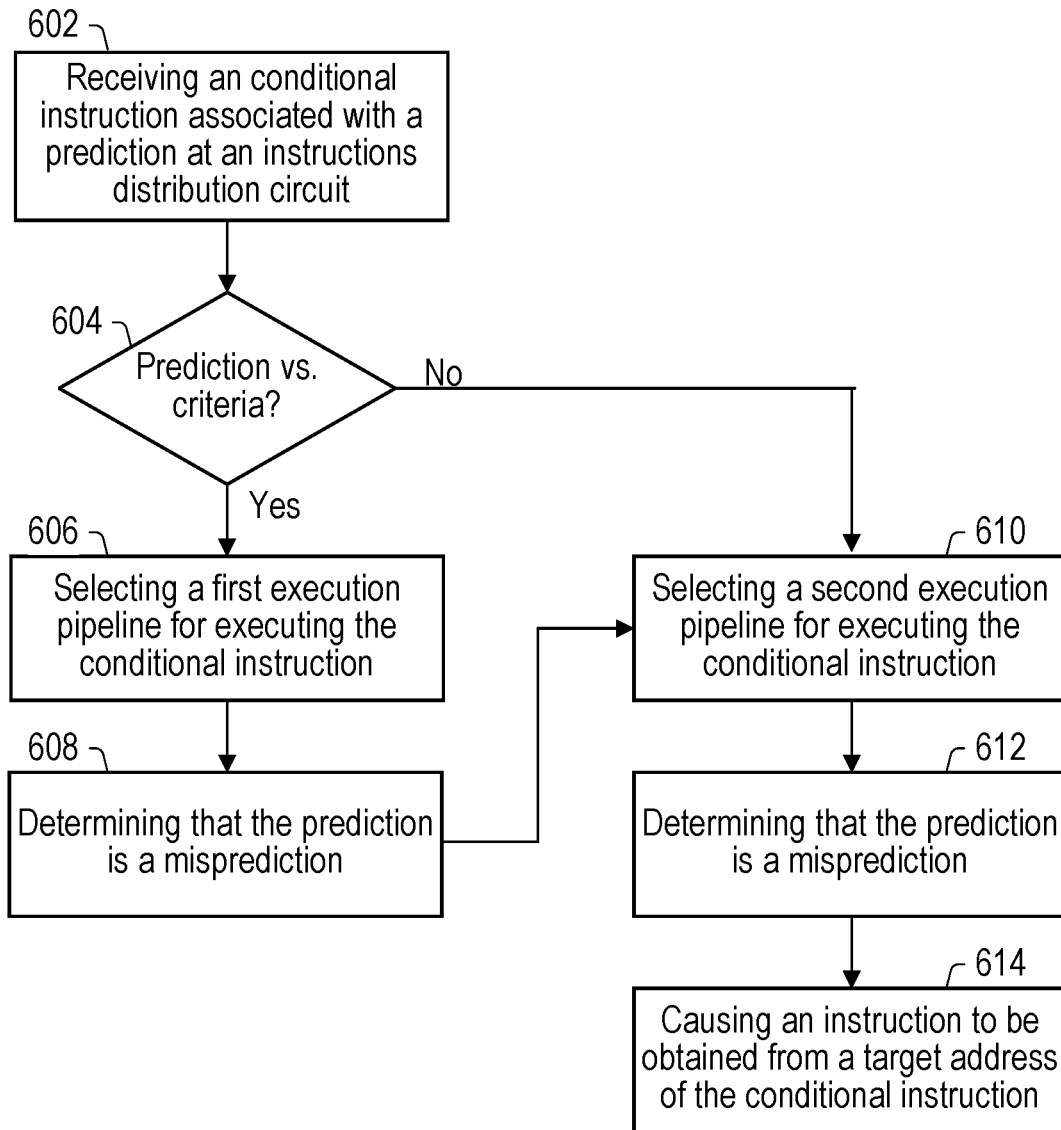 602
Receiving an conditional
instruction associated with a
prediction at an instructions
distribution circuit
604
Prediction vs.
criteria?
No
Yes
606
Selecting a first execution
pipeline for executing the
conditional instruction
610
Selecting a second execution
pipeline for executing the
conditional instruction
608
Determining that the prediction
is a misprediction
612
Determining that the prediction
is a misprediction
614
Causing an instruction to be
obtained from a target address
of the conditional instruction